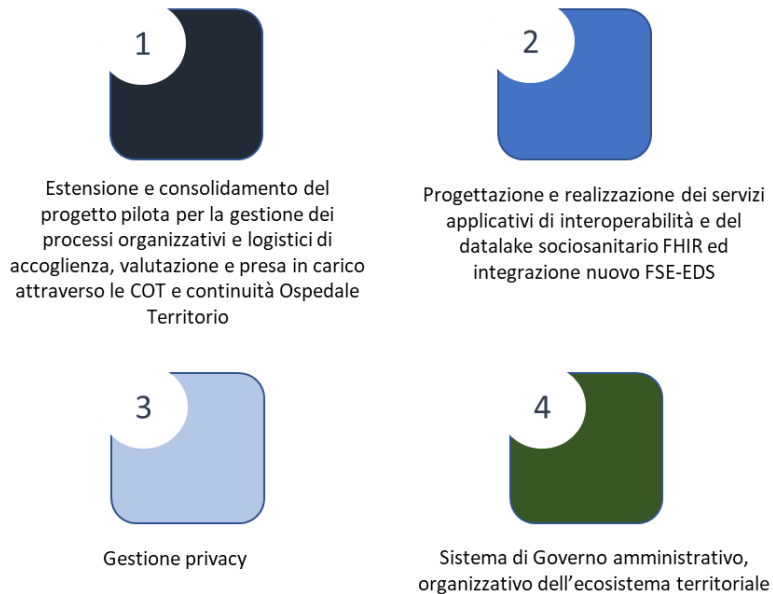 1
Estensione e consolidamento del
progetto pilota per la gestione dei
processi organizzativi e logistici di
accoglienza, valutazione e presa in carico
attraverso le COT e continuità Ospedale
Territorio
2
Progettazione e realizzazione dei servizi
applicativi di interoperabilità e del
datalake sociosanitario FHIR ed
integrazione nuovo FSE-EDS
3
Gestione privacy
4
Sistema di Governo amministrativo,
organizzativo dell’ecosistema territoriale